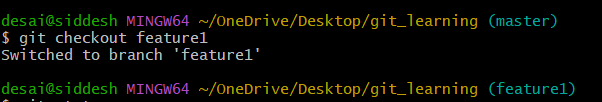 desai@siddesh MINGW64 ~/OneDrive/Desktop/git_learning (master)
$ git checkout feature1
Switched to branch 'feature1'
desai@siddesh MINGW64 ~/OneDrive/Desktop/git_learning (feature1)